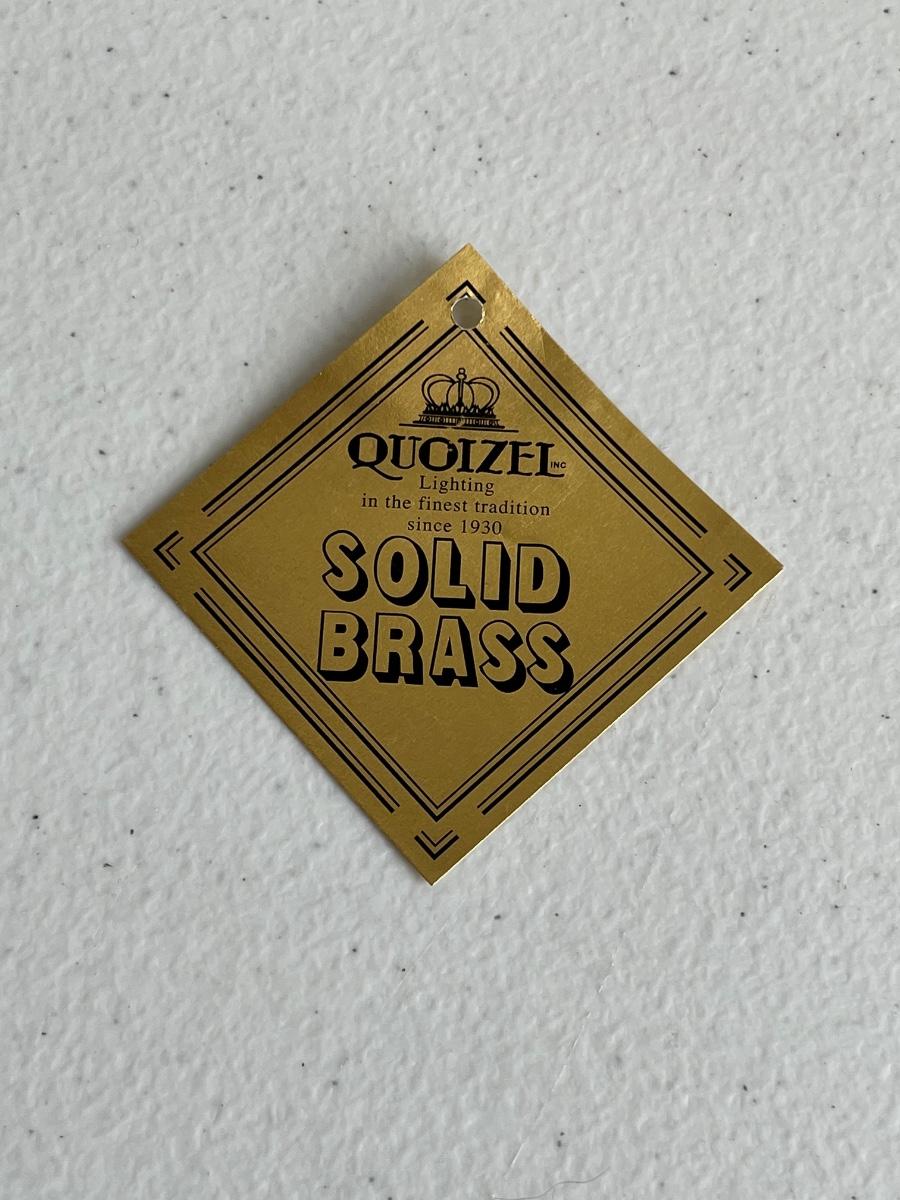 QUOIZEL INC
Lighting
in the finest tradition
since 1930
SOLID
BRASS